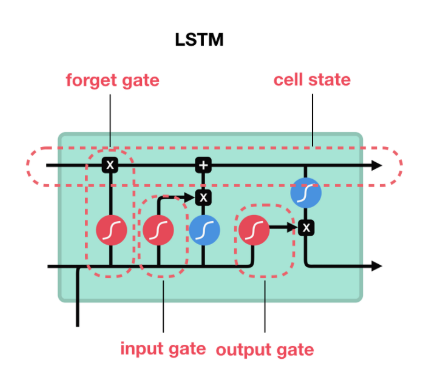 LSTM
forget gate
cell state
x
+
x
x
input gate
output gate